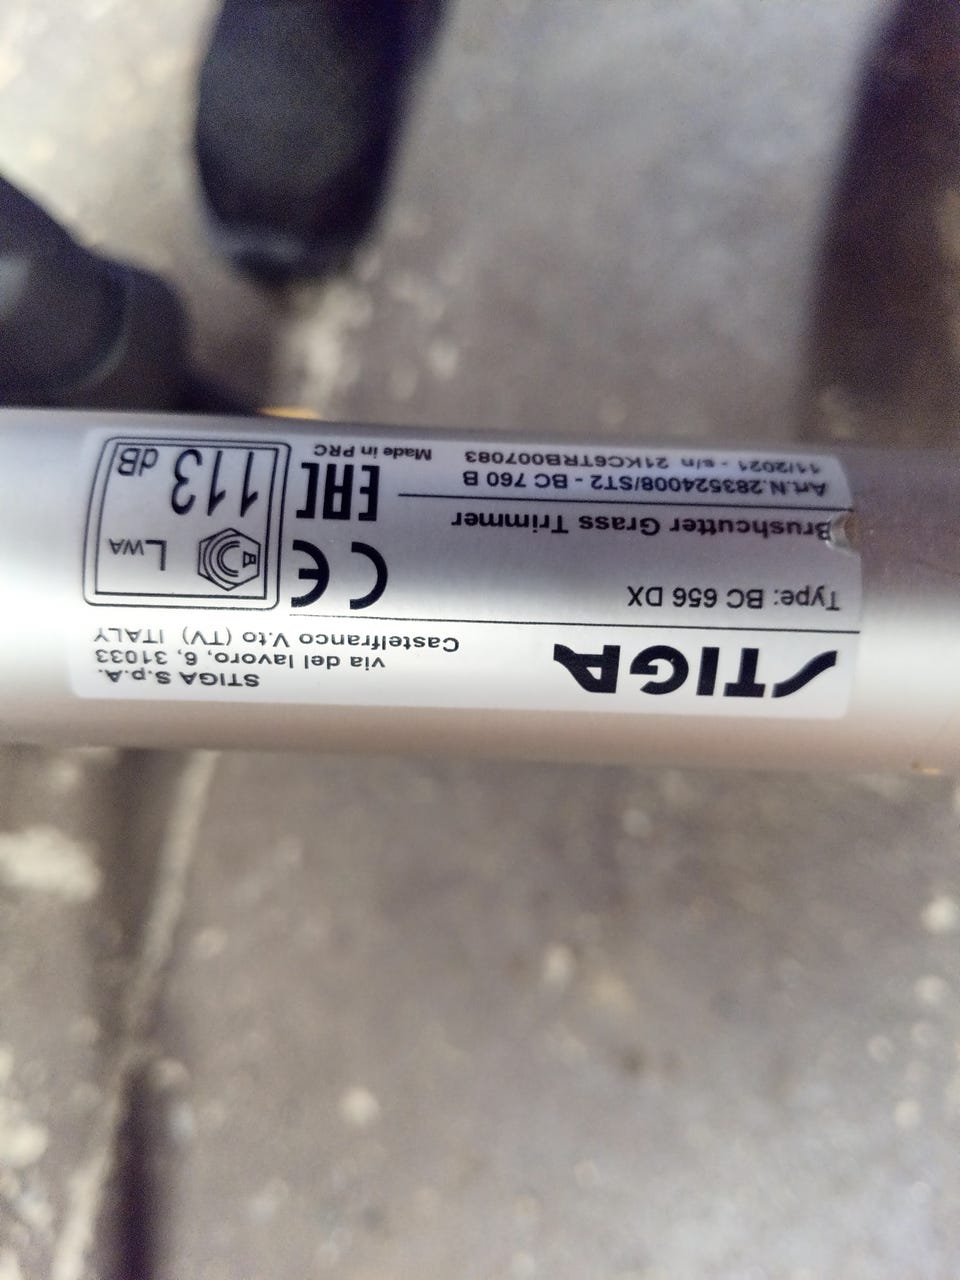 STIGA
STIGA S.p.A.
via del lavoro, 6, 31033
Castelfranco V.to (TV) ITALY
Type: BC 656 DX
Brushcutter Grass Trimmer
CE
LWA
113 dB
EAC
Art.N.283524008/ST2 - BC 760 B
11/2021 - s/n 21KC6TRB007083
Made in PRC